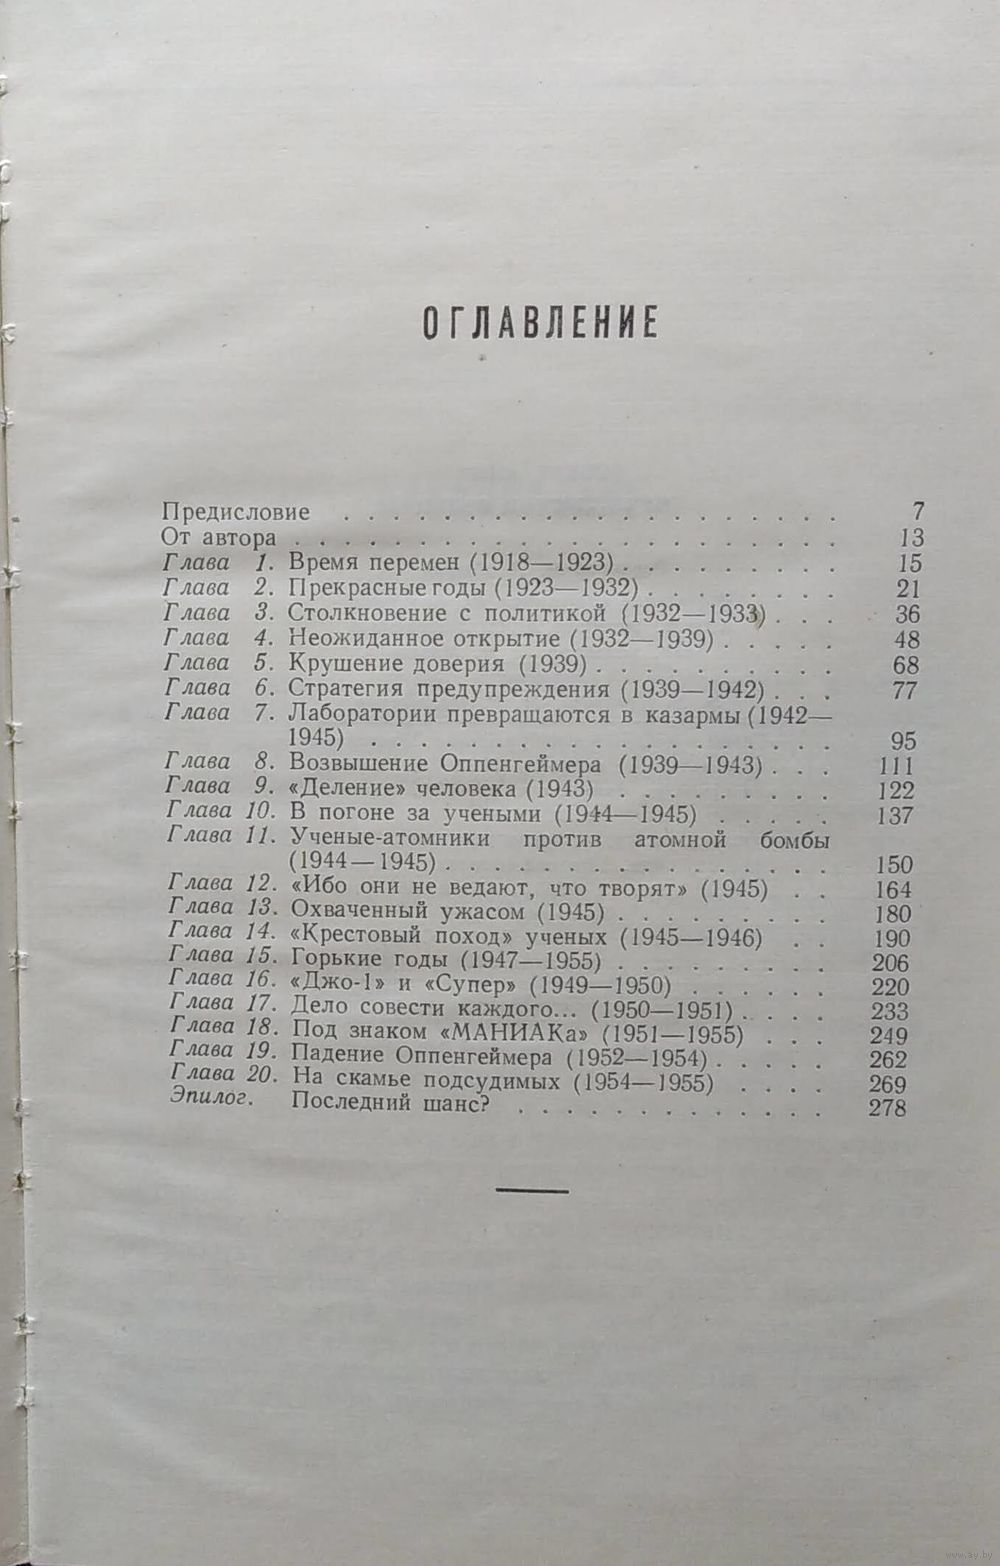 ОГЛАВЛЕНИЕ
Предисловие . . . . . . . . . . . . . . . . . . . . 7
От автора . . . . . . . . . . . . . . . . . . . . . . 13
Глава 1. Время перемен (1918—1923) . . . . . . . . . 15
Глава 2. Прекрасные годы (1923—1932) . . . . . . . . 21
Глава 3. Столкновение с политикой (1932—1933) . . . 36
Глава 4. Неожиданное открытие (1932—1939) . . . . . 48
Глава 5. Крушение доверия (1939) . . . . . . . . . . 68
Глава 6. Стратегия предупреждения (1939—1942) . . . 77
Глава 7. Лаборатории превращаются в казармы (1942—
1945) . . . . . . . . . . . . . . . . . . . 95
Глава 8. Возвышение Оппенгеймера (1939—1943) . . . 111
Глава 9. «Деление» человека (1943) . . . . . . . . . 122
Глава 10. В погоне за учеными (1944—1945) . . . . . 137
Глава 11. Ученые-атомники против атомной бомбы
(1944—1945) . . . . . . . . . . . . . . . . 150
Глава 12. «Ибо они не ведают, что творят» (1945) . . 164
Глава 13. Охваченный ужасом (1945) . . . . . . . . . 180
Глава 14. «Крестовый поход» ученых (1945—1946) . . 190
Глава 15. Горькие годы (1947—1955) . . . . . . . . . 206
Глава 16. «Джо-1» и «Супер» (1949—1950) . . . . . . 220
Глава 17. Дело совести каждого... (1950—1951) . . . . 233
Глава 18. Под знаком «МАНИАКа» (1951—1955) . . . 249
Глава 19. Падение Оппенгеймера (1952—1954) . . . . . 262
Глава 20. На скамье подсудимых (1954—1955) . . . . 269
Эпилог. Последний шанс? . . . . . . . . . . . . . 278
www.ay.by